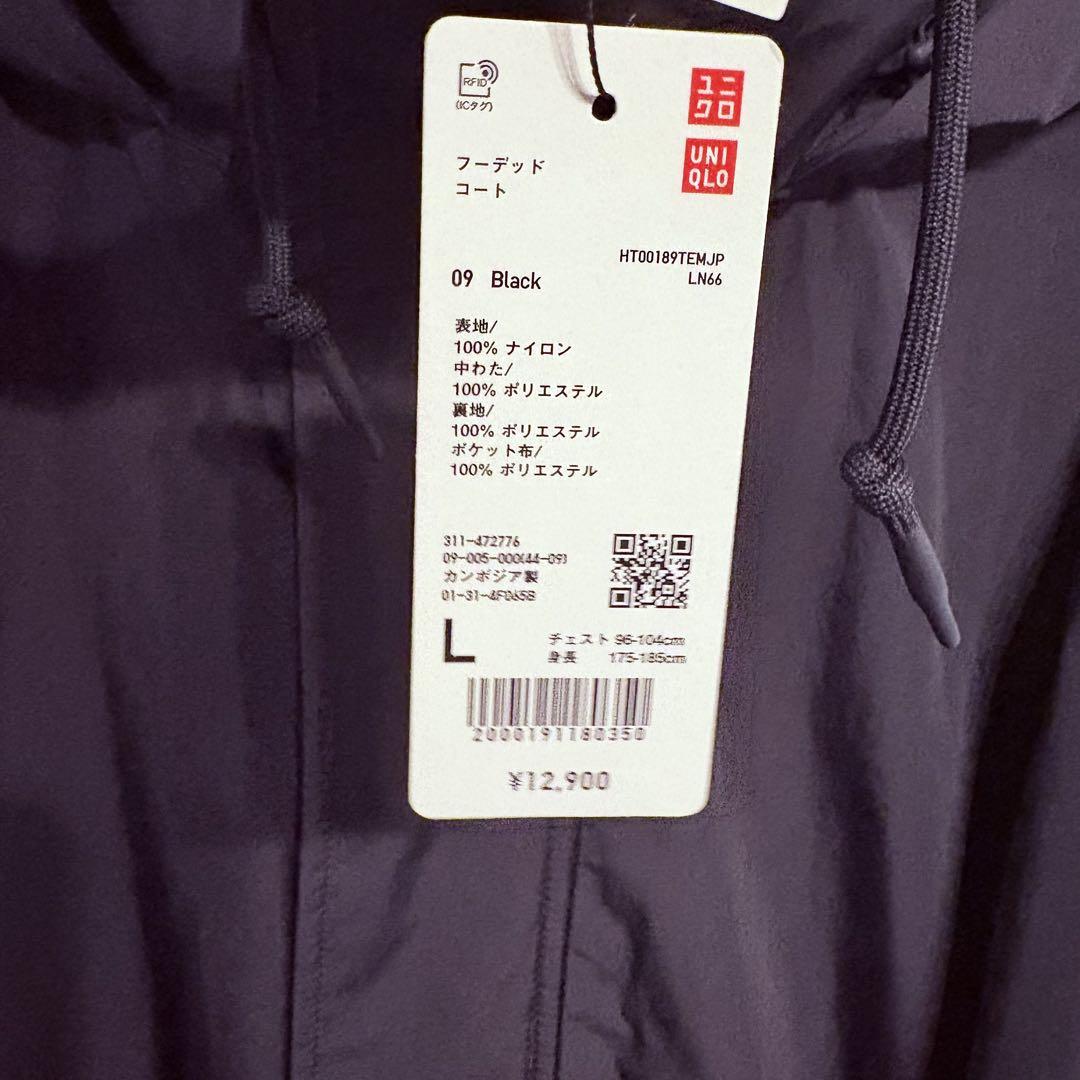 RFID
(ICタグ)
ユニ
クロ
UNI
QLO
フーデッド
コート
HT00189TEMJP
LN66
09 Black
表地/
100% ナイロン
中わた/
100% ポリエステル
裏地/
100% ポリエステル
ポケット布/
100% ポリエステル
311-472776
09-005-000(44-09)
カンボジア製
01-31-4F065B
L
チェスト 96-104cm
身長 175-185cm
2000191180350
¥12,900